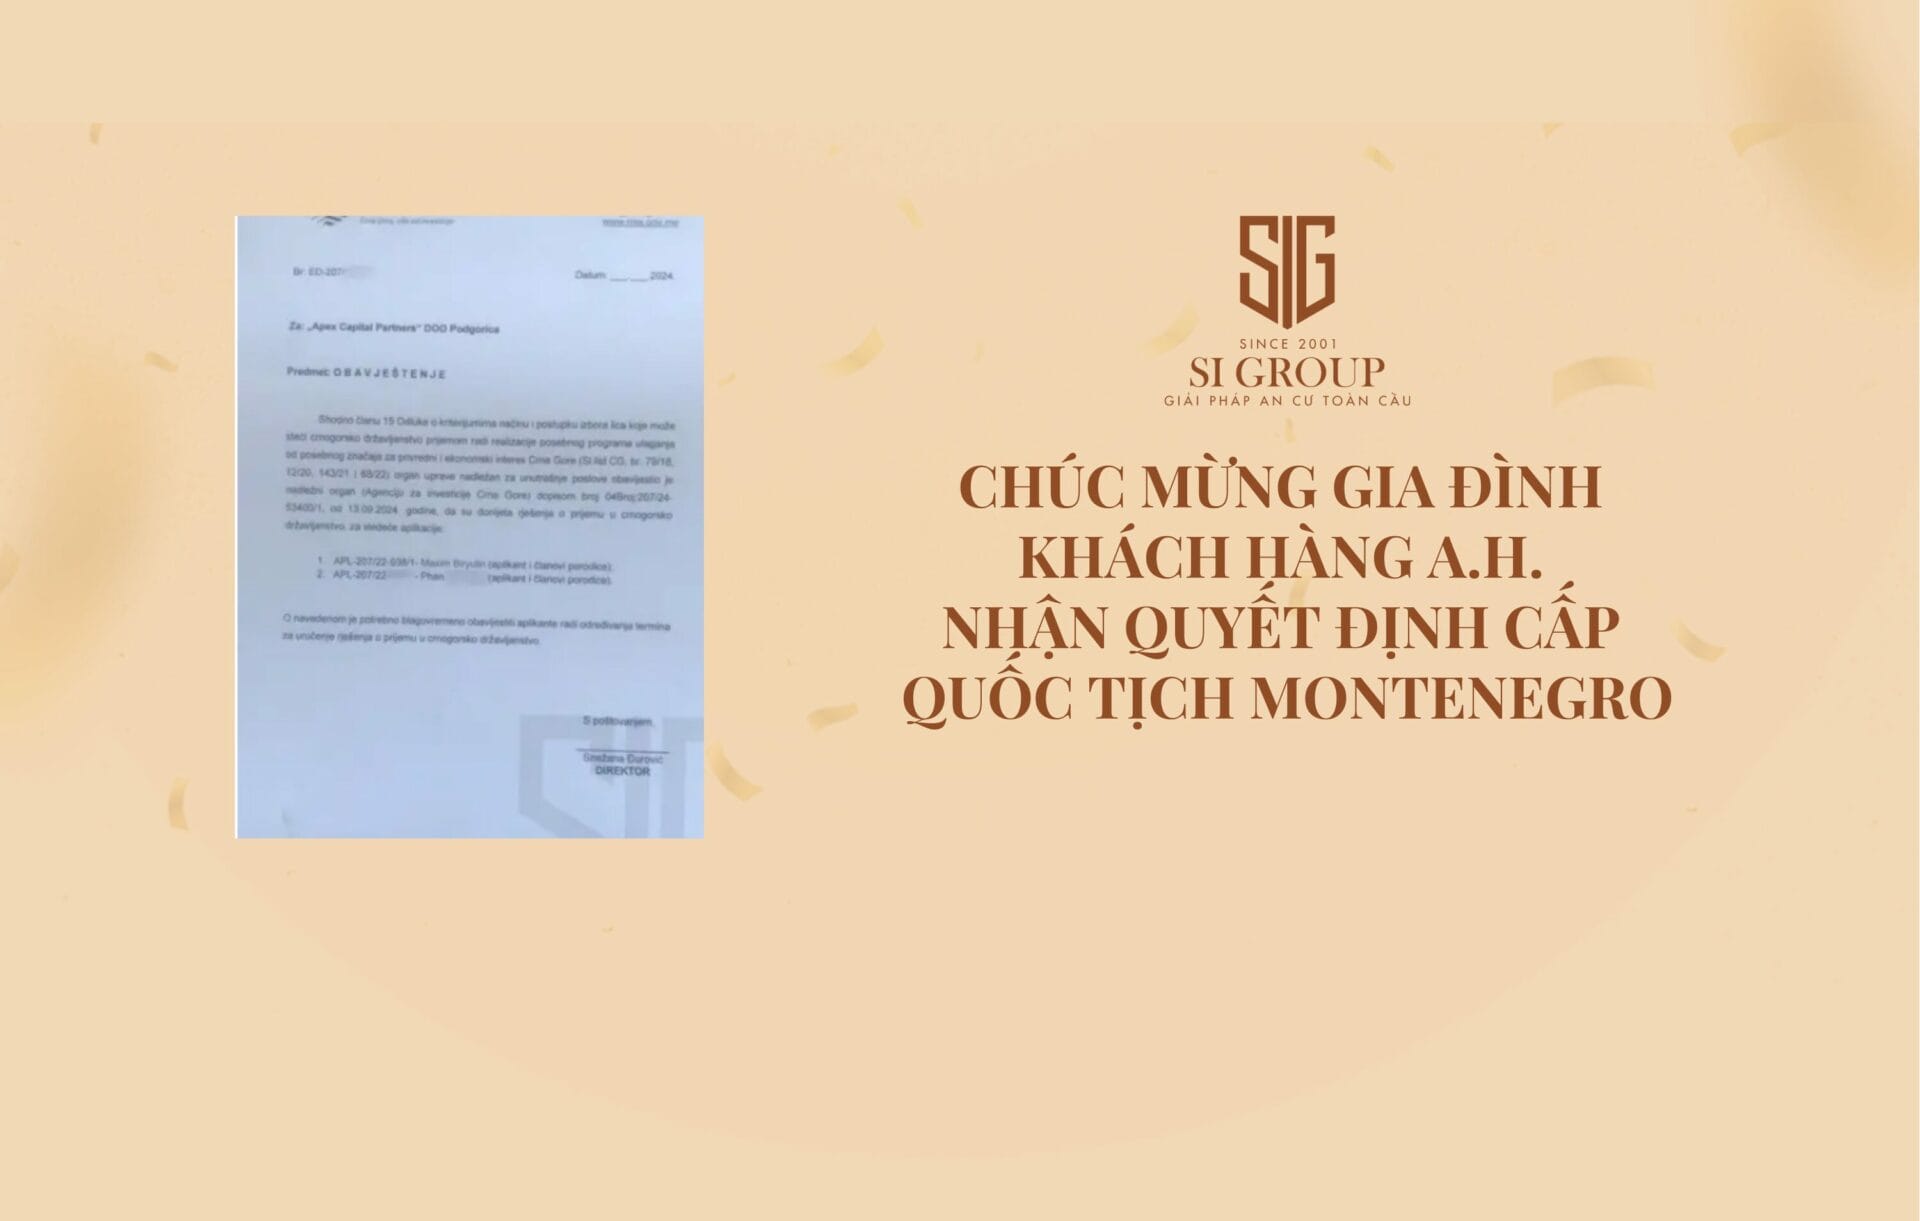 www.mia.gov.me
Br: ED-207/
Datum: ___.___ 2024.
Za: „Apex Capital Partners" DOO Podgorica
Predmet: O B A V J E Š T E N J E
Shodno članu 15 Odluke o kriterijumima načinu i postupku izbora lica koje može
steći crnogorsko državljanstvo prijemom radi realizacije posebnog programa ulaganja
od posebnog značaja za privredni i ekonomski interes Crne Gore (Sl.list CG, br. 79/18,
12/20, 143/21 i 68/22) organ uprave nadležan za unutrašnje poslove obavijestio je
nadležni organ (Agenciju za investicije Crne Gore) dopisom broj 04Broj:207/24-
53400/1, od 13.09.2024. godine, da su donijeta rješenja o prijemu u crnogorsko
državljanstvo, za sledeće aplikacije:
1. APL-207/22-698/1- Maxim Biryulin (aplikant i članovi porodice);
2. APL-207/22 - Phan (aplikant i članovi porodice).
O navedenom je potrebno blagovremeno obavijestiti aplikante radi određivanja termina
za uručenje rješenja o prijemu u crnogorsko državljanstvo.
S poštovanjem,
Snežana Đurović
DIREKTOR
SIG
SINCE 2001
SI GROUP
GIẢI PHÁP AN CƯ TOÀN CẦU
CHÚC MỪNG GIA ĐÌNH
KHÁCH HÀNG A.H.
NHẬN QUYẾT ĐỊNH CẤP
QUỐC TỊCH MONTENEGRO